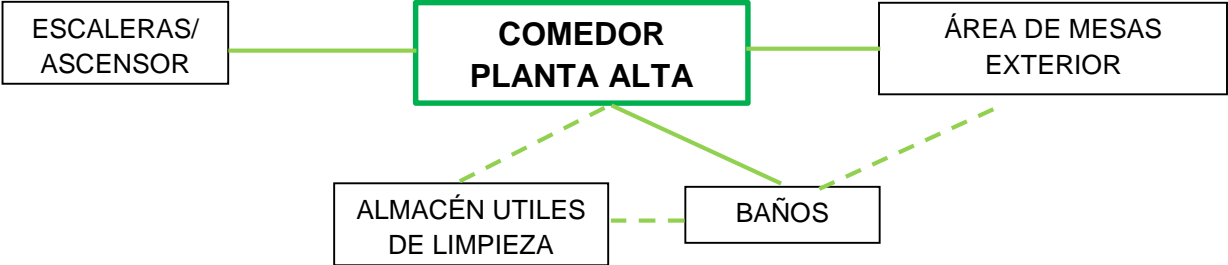 ESCALERAS/
ASCENSOR
COMEDOR
PLANTA ALTA
ÁREA DE MESAS
EXTERIOR
ALMACÉN UTILES
DE LIMPIEZA
BAÑOS